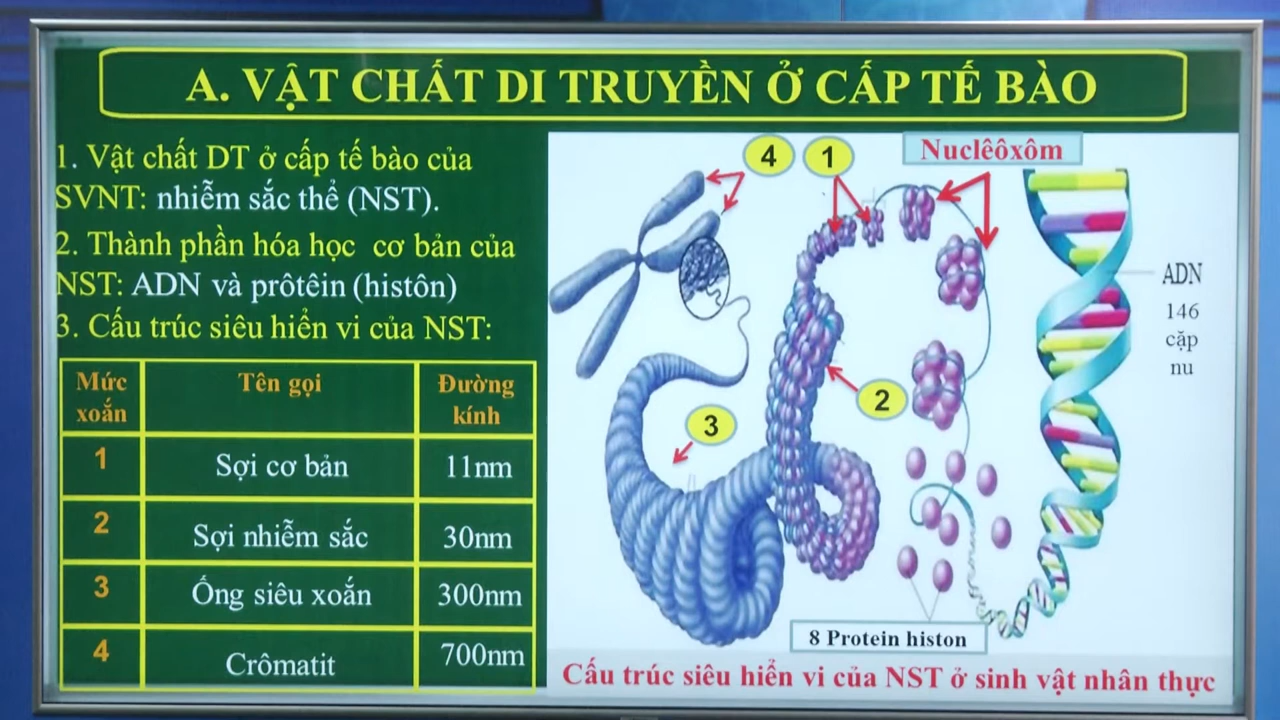 A. VẬT CHẤT DI TRUYỀN Ở CẤP TẾ BÀO
1. Vật chất DT ở cấp tế bào của
SVNT: nhiễm sắc thể (NST).
2. Thành phần hóa học cơ bản của
NST: ADN và prôtêin (histôn)
3. Cấu trúc siêu hiển vi của NST:
Mức xoắn Tên gọi Đường kính
1 Sợi cơ bản 11nm
2 Sợi nhiễm sắc 30nm
3 Ống siêu xoắn 300nm
4 Crômatit 700nm
4 1 Nuclêôxôm
ADN
146
cặp
nu
2
3
8 Protein histon
Cấu trúc siêu hiển vi của NST ở sinh vật nhân thực